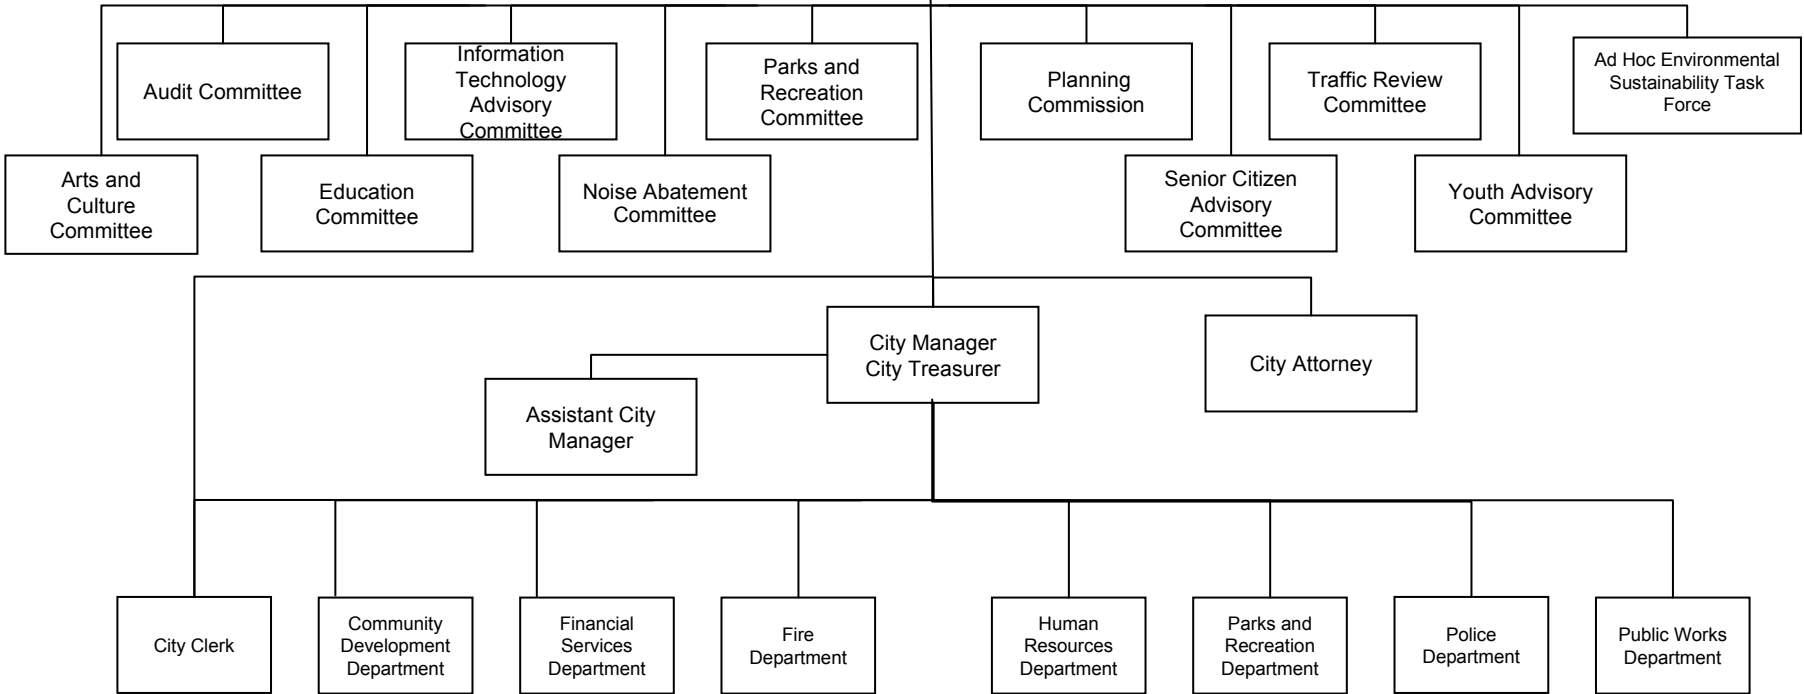 Audit Committee
Information
Technology
Advisory
Committee
Parks and
Recreation
Committee
Planning
Commission
Traffic Review
Committee
Ad Hoc Environmental
Sustainability Task
Force
Arts and
Culture
Committee
Education
Committee
Noise Abatement
Committee
Senior Citizen
Advisory
Committee
Youth Advisory
Committee
City Manager
City Treasurer
City Attorney
Assistant City
Manager
City Clerk
Community
Development
Department
Financial
Services
Department
Fire
Department
Human
Resources
Department
Parks and
Recreation
Department
Police
Department
Public Works
Department